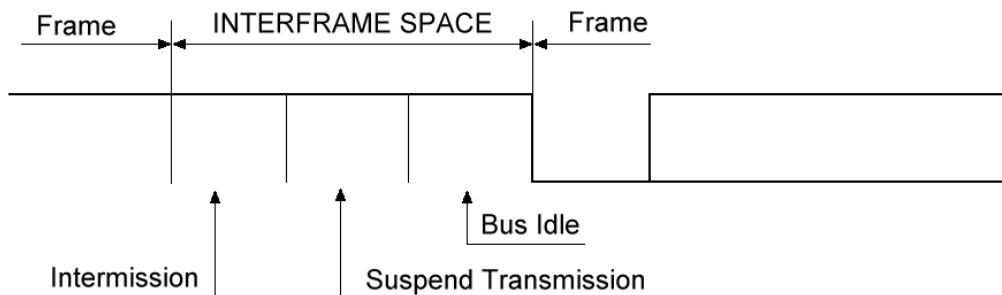 Frame INTERFRAME SPACE Frame
Bus Idle
Intermission Suspend Transmission